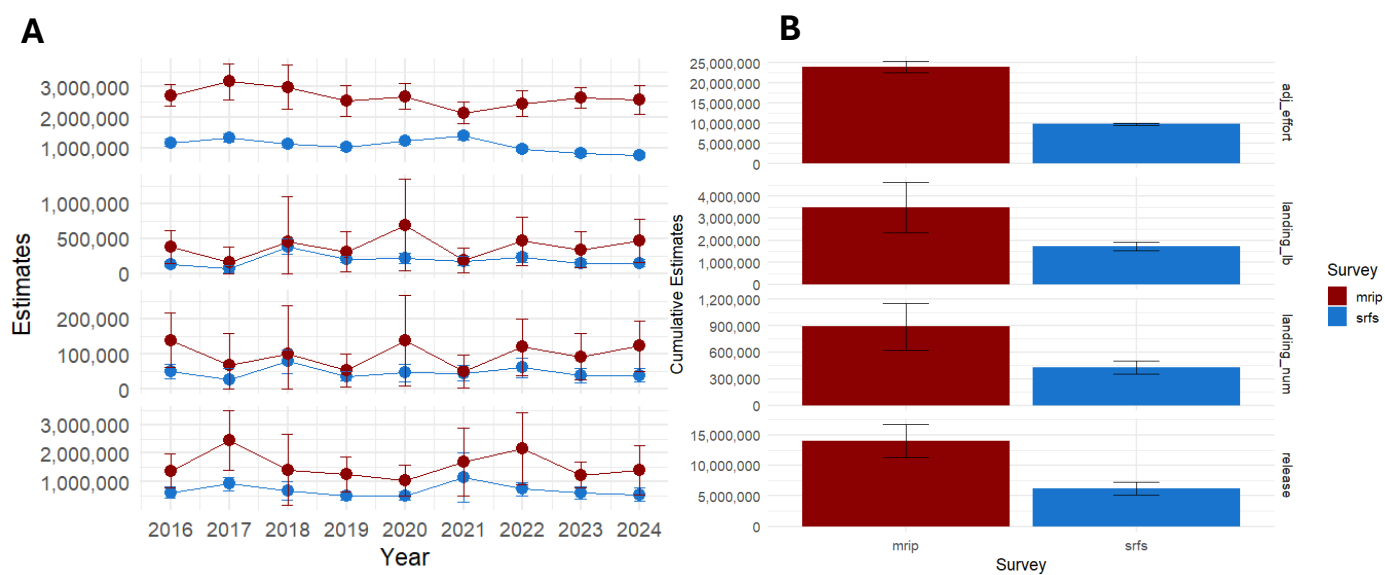 A
B
Estimates
3,000,000
2,000,000
1,000,000
1,000,000
500,000
0
200,000
100,000
0
3,000,000
2,000,000
1,000,000
2016 2017 2018 2019 2020 2021 2022 2023 2024
Year
Cumulative Estimates
25,000,000
20,000,000
15,000,000
10,000,000
5,000,000
0
adj_effort
4,000,000
3,000,000
2,000,000
1,000,000
0
landing_lb
1,200,000
900,000
600,000
300,000
0
landing_num
15,000,000
10,000,000
5,000,000
0
release
mrip srfs
Survey
Survey
mrip
srfs